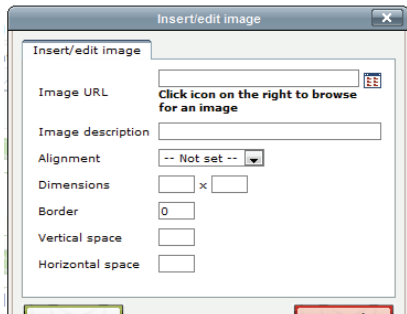 Insert/edit image
X
Insert/edit image
Image URL
Click icon on the right to browse
for an image
Image description
Alignment -- Not set --
Dimensions x
Border 0
Vertical space
Horizontal space